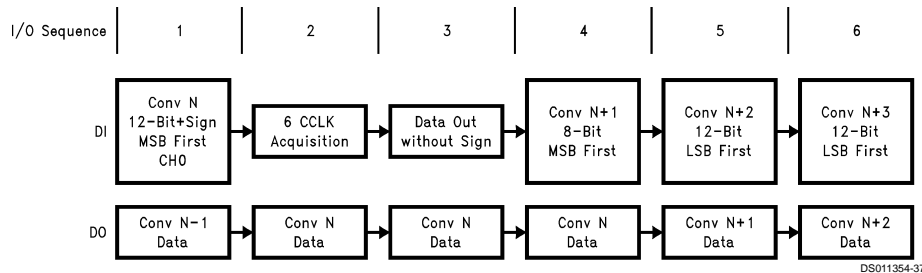 I/O Sequence 1 2 3 4 5 6
DI
Conv N
12-Bit+Sign
MSB First
CH0
6 CCLK
Acquisition
Data Out
without Sign
Conv N+1
8-Bit
MSB First
Conv N+2
12-Bit
LSB First
Conv N+3
12-Bit
LSB First
DO
Conv N-1
Data
Conv N
Data
Conv N
Data
Conv N
Data
Conv N+1
Data
Conv N+2
Data
DS011354-37